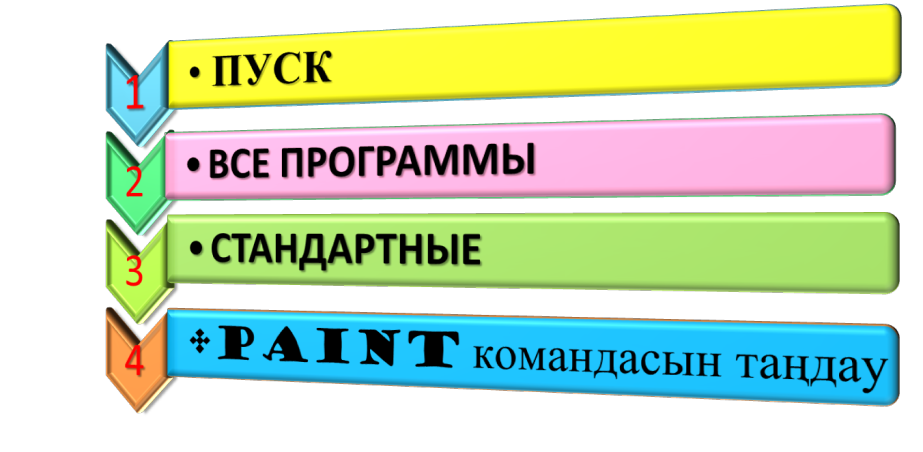 1
• ПУСК
2
• ВСЕ ПРОГРАММЫ
3
• СТАНДАРТНЫЕ
4
✣PAINT командасын таңдау